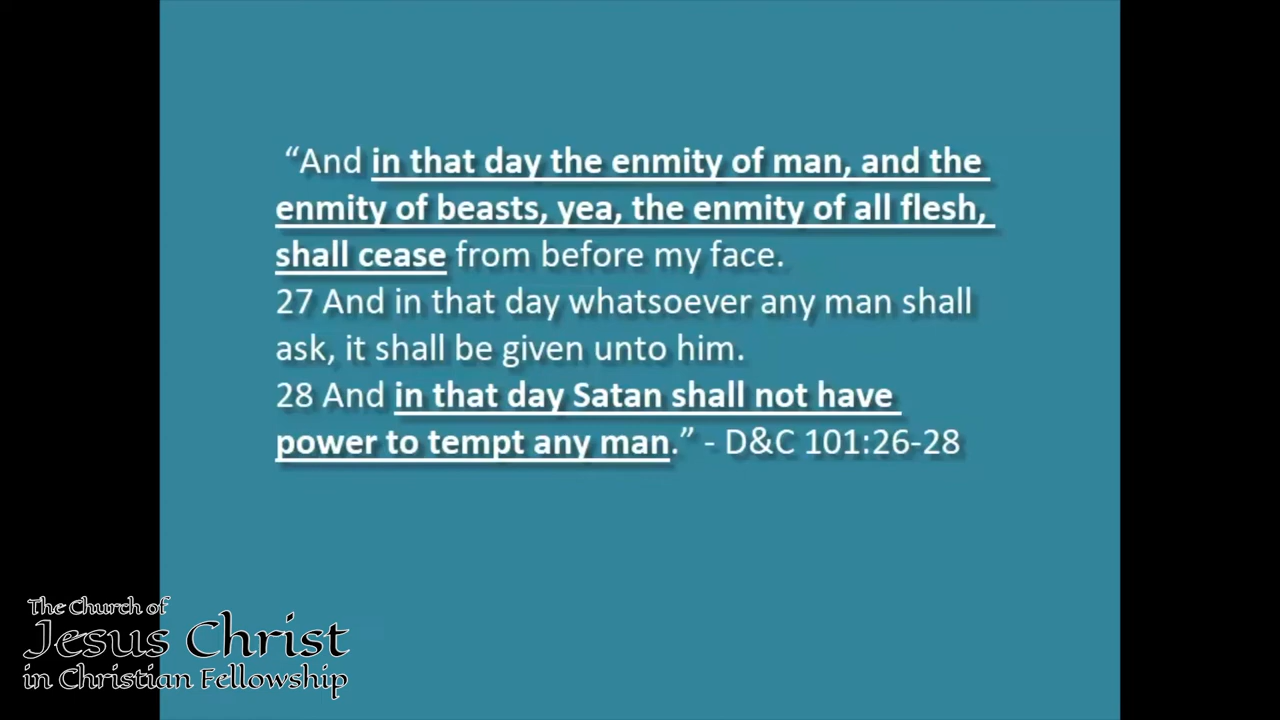 “And in that day the enmity of man, and the
enmity of beasts, yea, the enmity of all flesh,
shall cease from before my face.
27 And in that day whatsoever any man shall
ask, it shall be given unto him.
28 And in that day Satan shall not have
power to tempt any man.” - D&C 101:26-28
The Church of
Jesus Christ
in Christian Fellowship